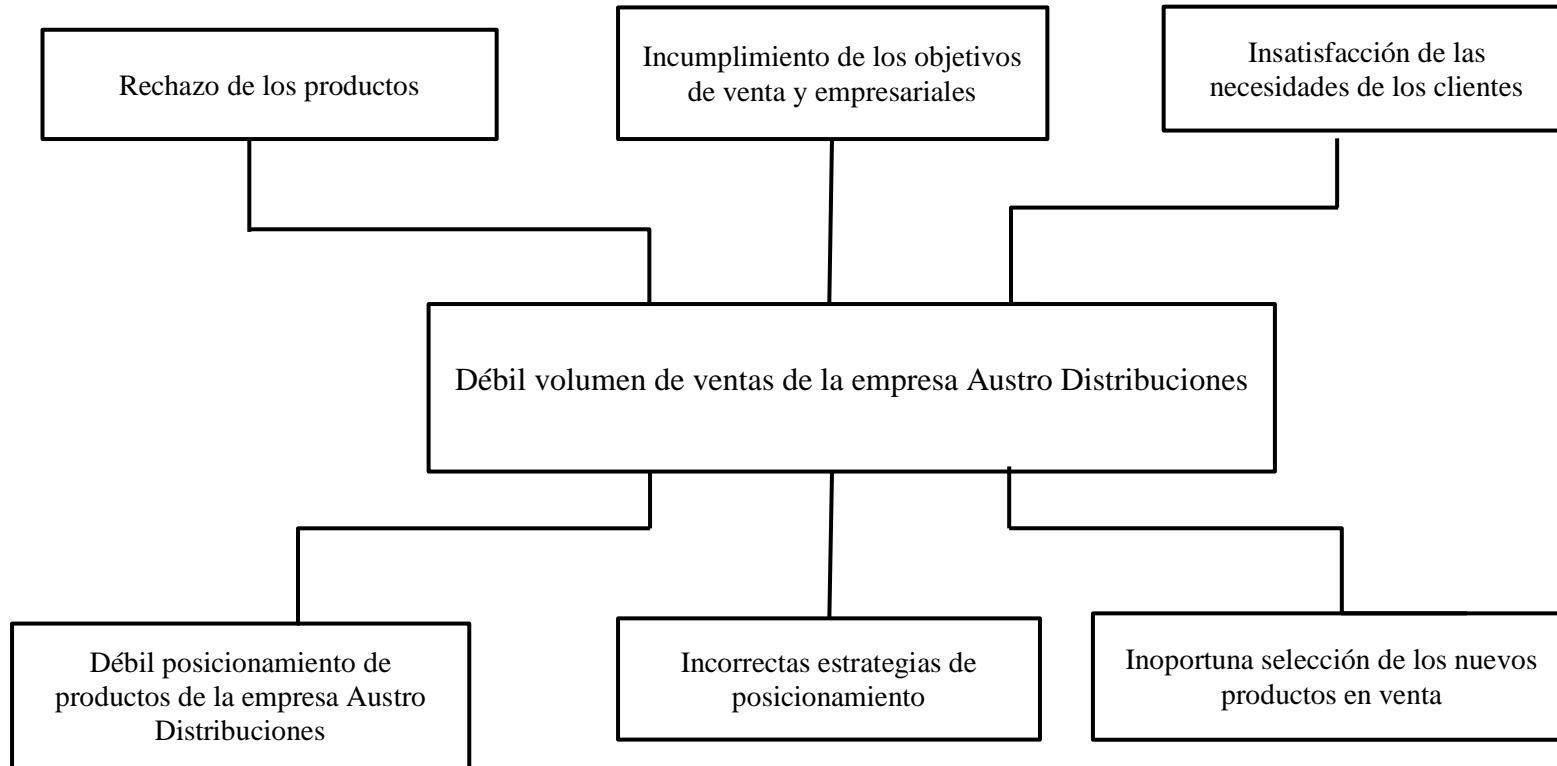 Rechazo de los productos
Incumplimiento de los objetivos
de venta y empresariales
Insatisfacción de las
necesidades de los clientes
Débil volumen de ventas de la empresa Austro Distribuciones
Débil posicionamiento de
productos de la empresa Austro
Distribuciones
Incorrectas estrategias de
posicionamiento
Inoportuna selección de los nuevos
productos en venta